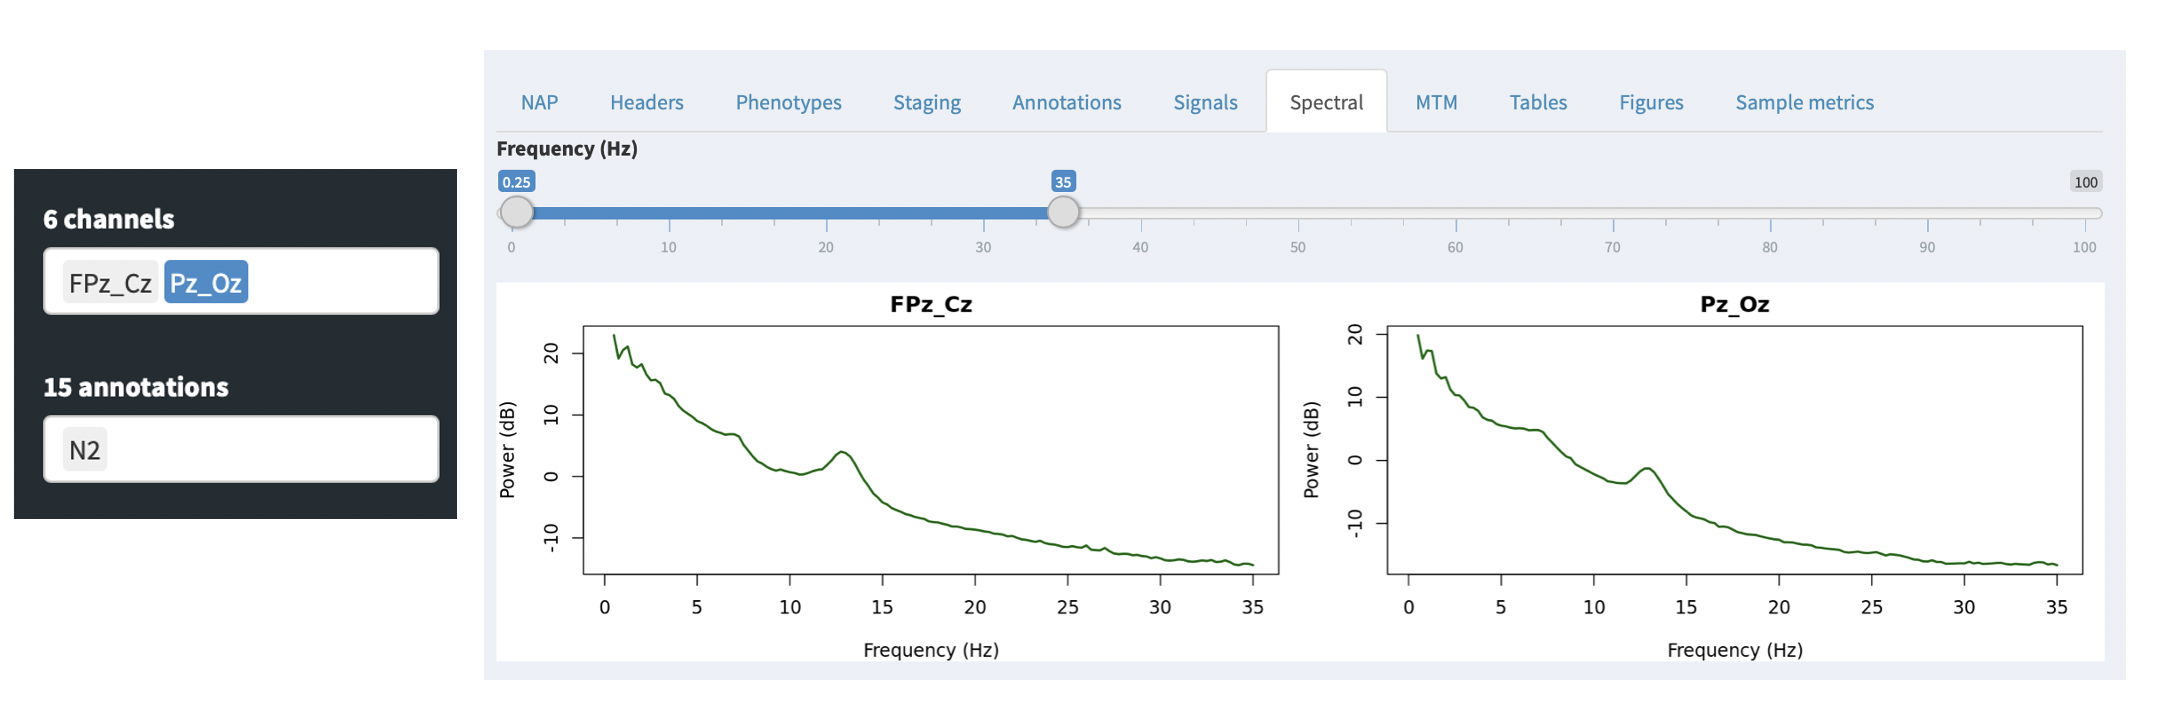 6 channels
FPz_Cz Pz_Oz
15 annotations
N2
NAP Headers Phenotypes Staging Annotations Signals Spectral MTM Tables Figures Sample metrics
Frequency (Hz)
0.25 35 100
0 10 20 30 40 50 60 70 80 90 100
FPz_Cz
Power (dB)
20
10
0
-10
0 5 10 15 20 25 30 35
Frequency (Hz)
Pz_Oz
Power (dB)
20
10
0
-10
0 5 10 15 20 25 30 35
Frequency (Hz)